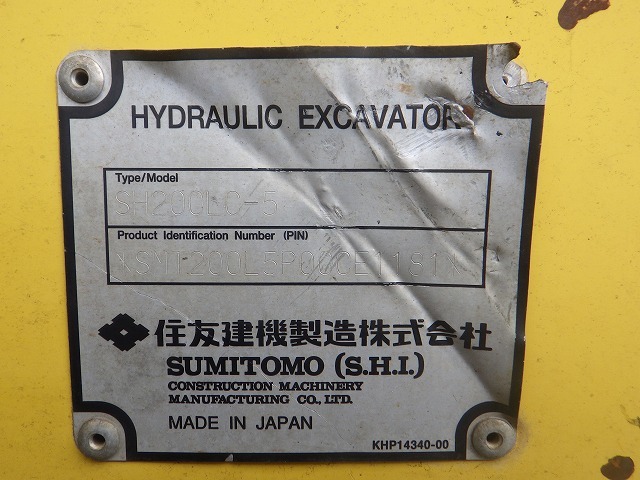 HYDRAULIC EXCAVATOR
Type/Model
SH200LC-5
Product Identification Number (PIN)
住友建機製造株式会社
SUMITOMO (S.H.I.)
CONSTRUCTION MACHINERY
MANUFACTURING CO., LTD.
MADE IN JAPAN
KHP14340-00